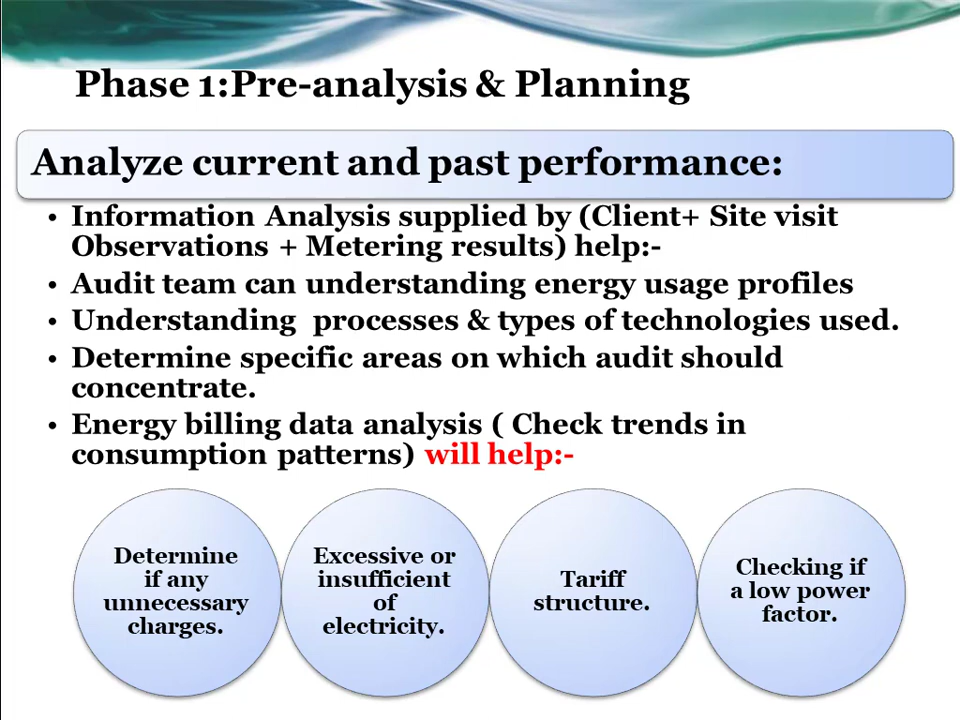 Phase 1:Pre-analysis & Planning
Analyze current and past performance:
• Information Analysis supplied by (Client+ Site visit
Observations + Metering results) help:-
• Audit team can understanding energy usage profiles
• Understanding  processes & types of technologies used.
• Determine specific areas on which audit should
concentrate.
• Energy billing data analysis ( Check trends in
consumption patterns) will help:-
Determine
if any
unnecessary
charges.
Excessive or
insufficient
of
electricity.
Tariff
structure.
Checking if
a low power
factor.